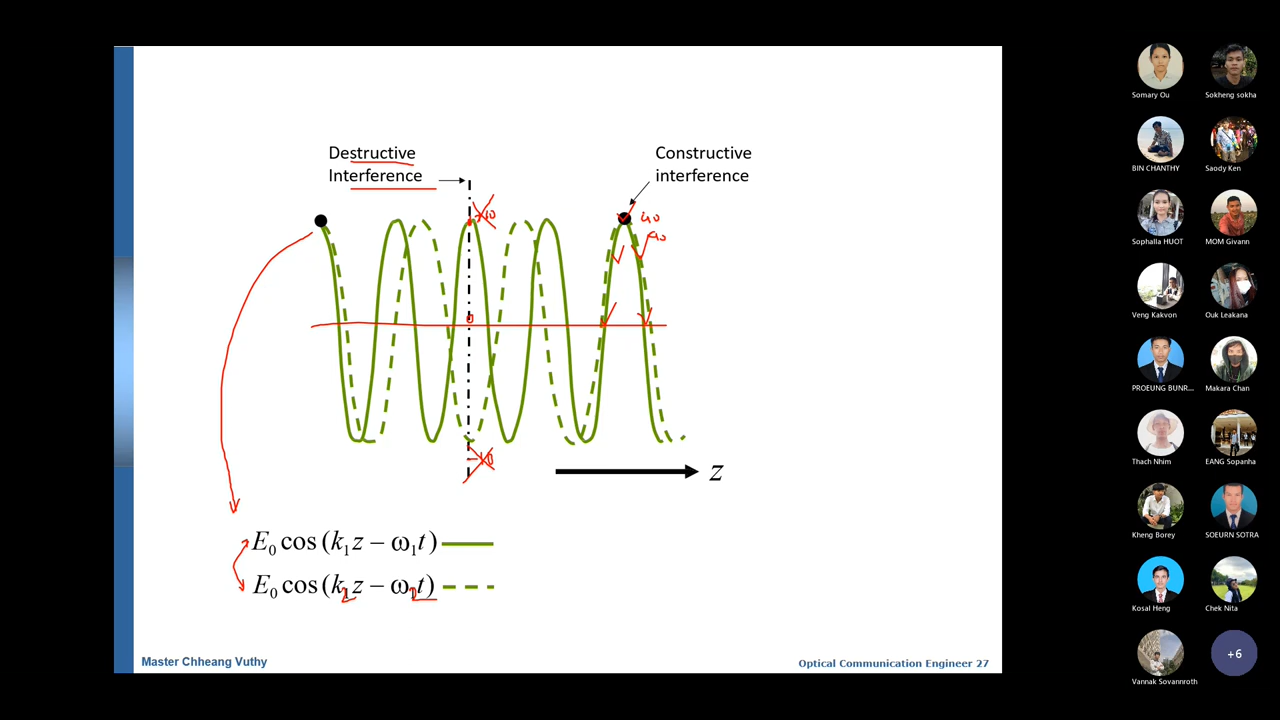 Destructive
Interference
Constructive
interference
0
z
E₀ cos (k₁z − ω₁t)
E₀ cos (k₂z − ω₂t)
Master Chheang Vuthy
Optical Communication Engineer 27
Somary Ou
Sokheng sokha
BIN CHANTHY
Saody Ken
Sophalla HUOT
MOM Givann
Veng Kakvon
Ouk Leakana
PROEUNG BUNR...
Makara Chan
Thach Nhim
EANG Sopanha
Kheng Borey
SOEURN SOTRA
Kosal Heng
Chek Nita
Vannak Sovannroth
+6